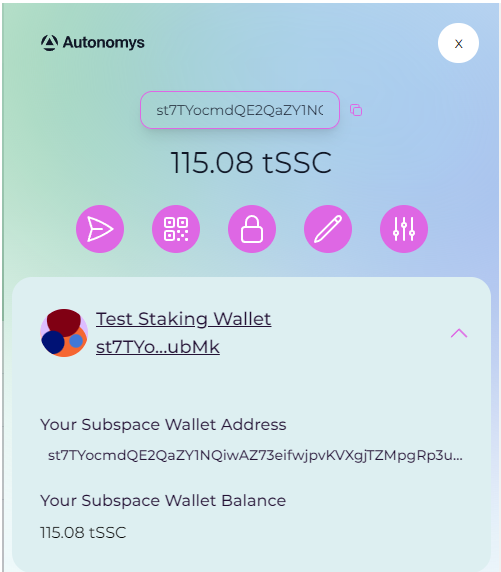 Autonomys
x
st7TYocmdQE2QaZY1N
115.08 tSSC
Test Staking Wallet
st7TYo...ubMk
Your Subspace Wallet Address
st7TYocmdQE2QaZY1NQiwAZ73eifwjpvKVXgjTZMpgRp3u...
Your Subspace Wallet Balance
115.08 tSSC